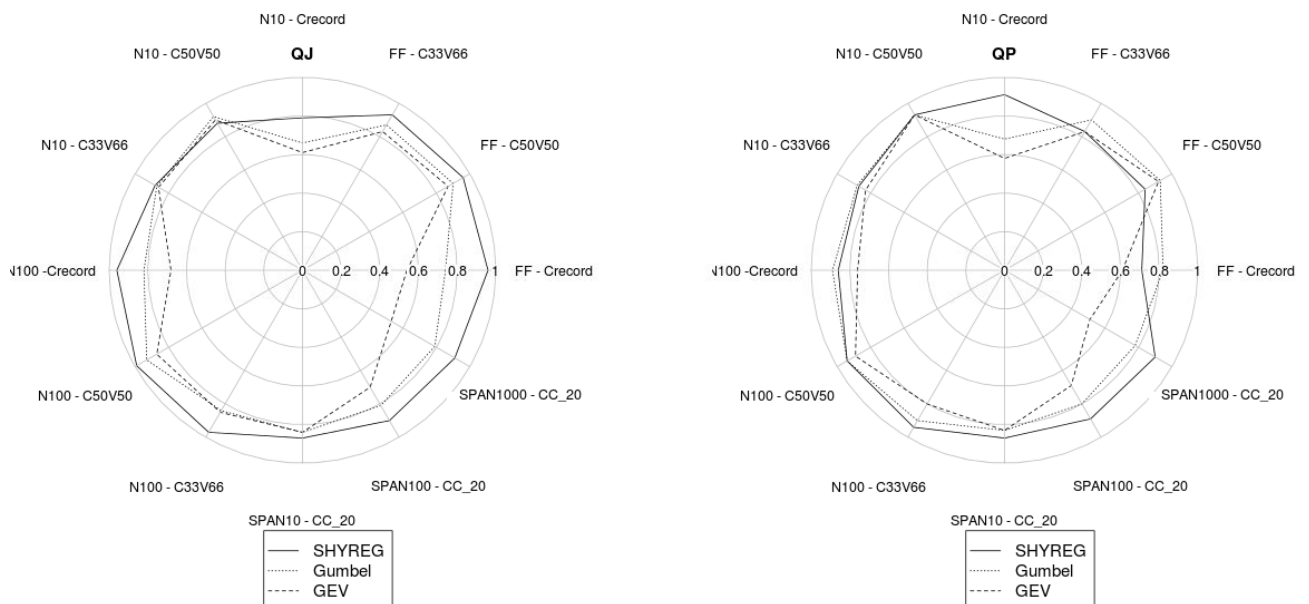 N10 - Crecord
N10 - C50V50
QJ
FF - C33V66
N10 - C33V66
FF - C50V50
N100 -Crecord
0
0,2
0,4
0,6
0,8
1
FF - Crecord
N100 - C50V50
SPAN1000 - CC_20
N100 - C33V66
SPAN100 - CC_20
SPAN10 - CC_20
SHYREG
Gumbel
GEV
N10 - Crecord
N10 - C50V50
QP
FF - C33V66
N10 - C33V66
FF - C50V50
N100 -Crecord
0
0,2
0,4
0,6
0,8
1
FF - Crecord
N100 - C50V50
SPAN1000 - CC_20
N100 - C33V66
SPAN100 - CC_20
SPAN10 - CC_20
SHYREG
Gumbel
GEV